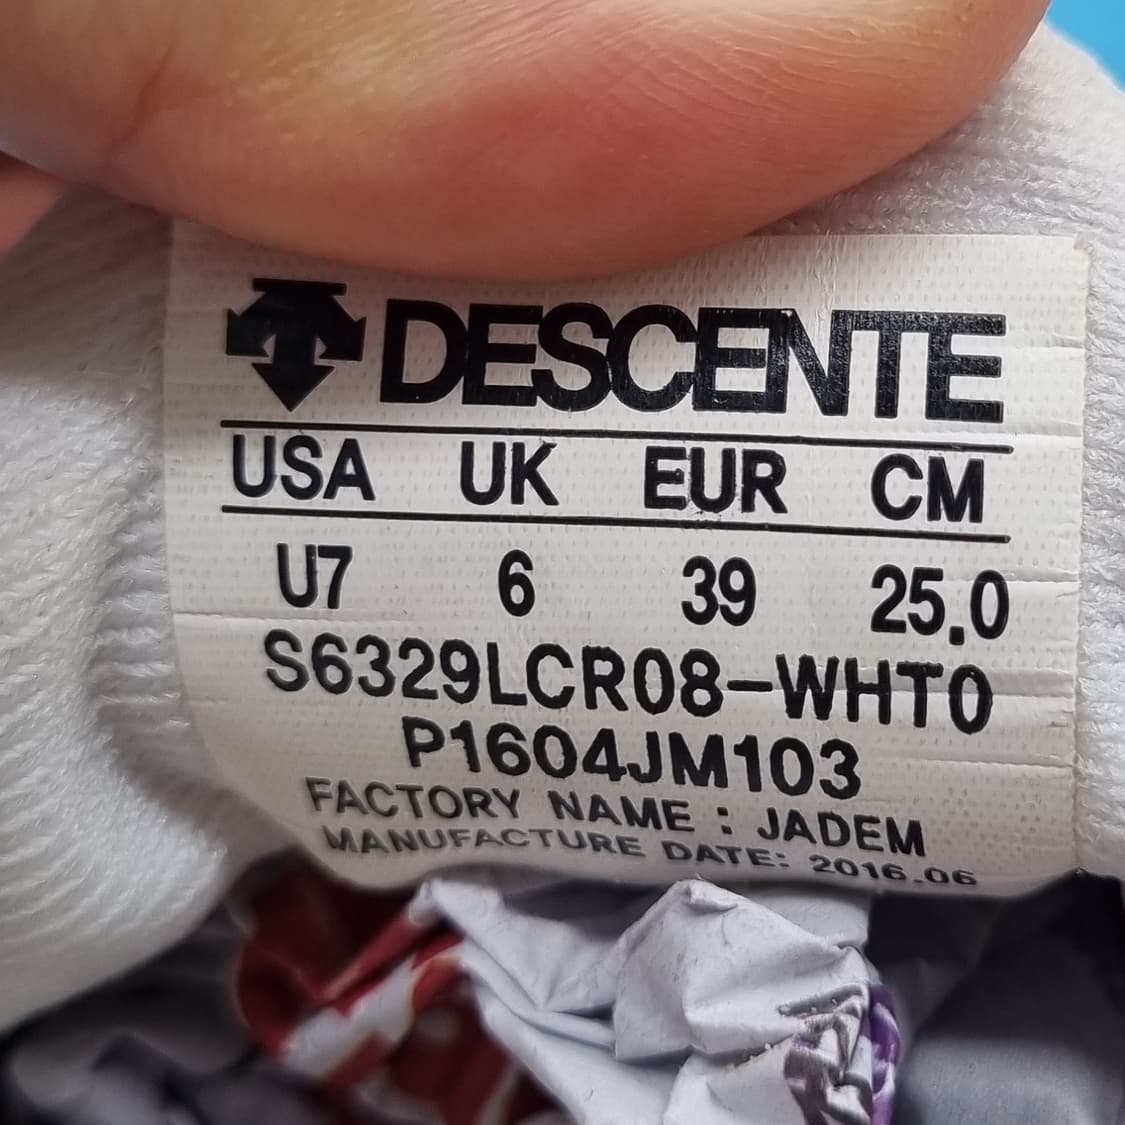 DESCENTE
USA UK EUR CM
U7 6 39 25.0
S6329LCR08-WHT0
P1604JM103
FACTORY NAME : JADEM
MANUFACTURE DATE: 2016.06